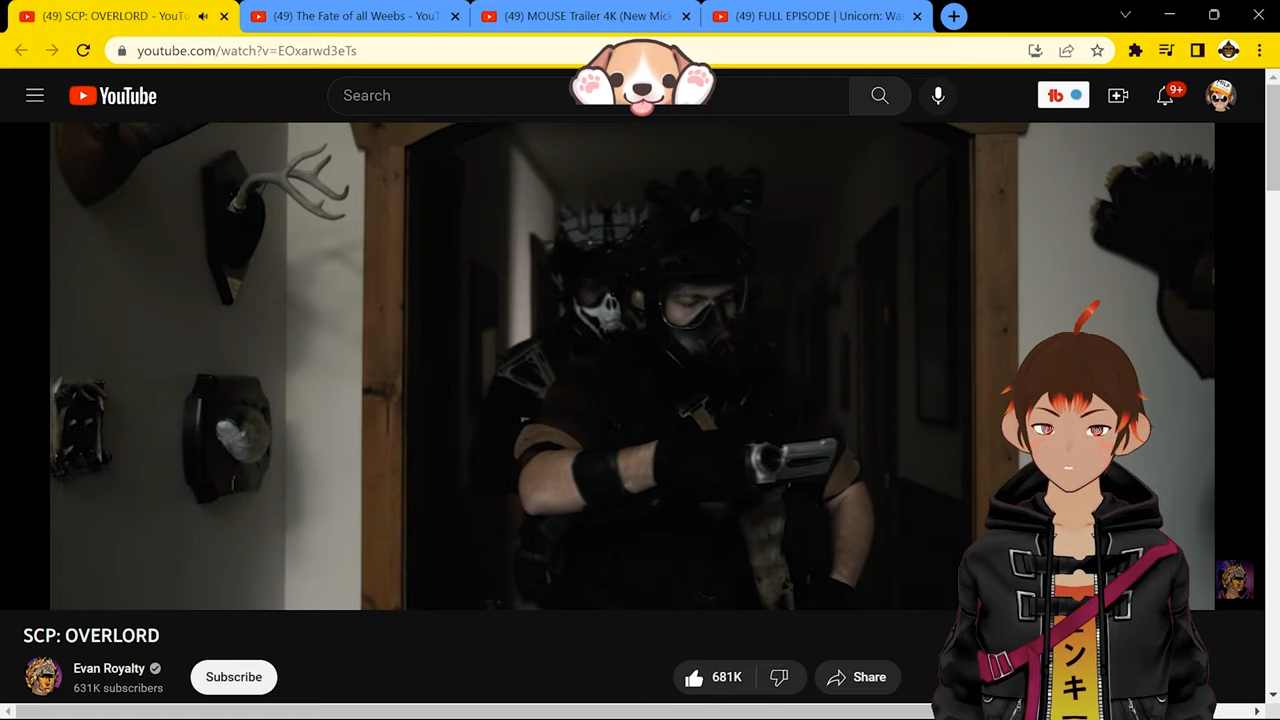 (49) SCP: OVERLORD - YouTu
(49) The Fate of all Weebs - YouT
(49) MOUSE Trailer 4K (New Mick
(49) FULL EPISODE | Unicorn: Wa
youtube.com/watch?v=EOxarwd3eTs
YouTube
Search
tb
9+
SCP: OVERLORD
Evan Royalty
631K subscribers
Subscribe
681K
Share
ンキ